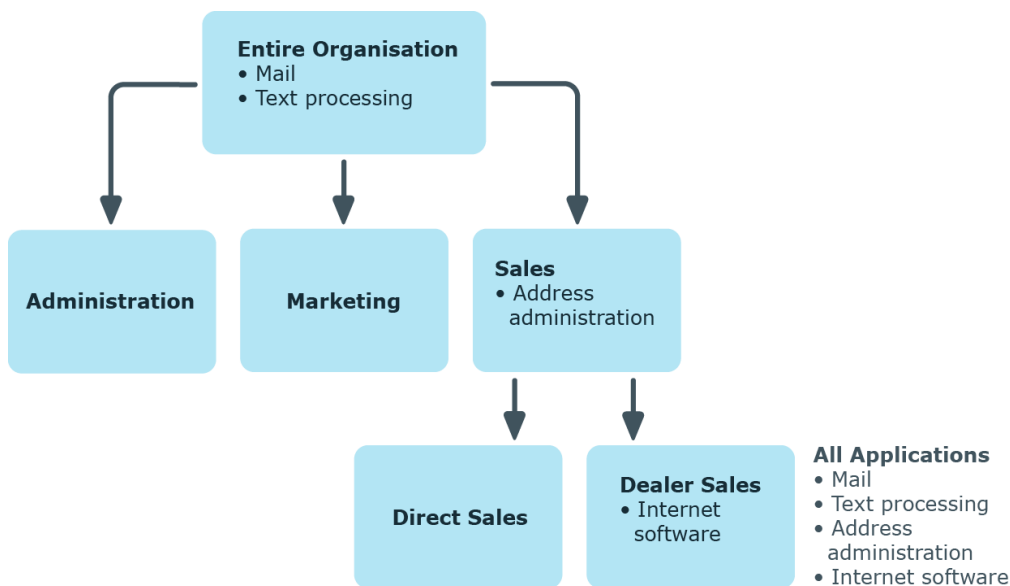 Entire Organisation
• Mail
• Text processing
Administration
Marketing
Sales
• Address
administration
Direct Sales
Dealer Sales
• Internet
software
All Applications
• Mail
• Text processing
• Address
administration
• Internet software